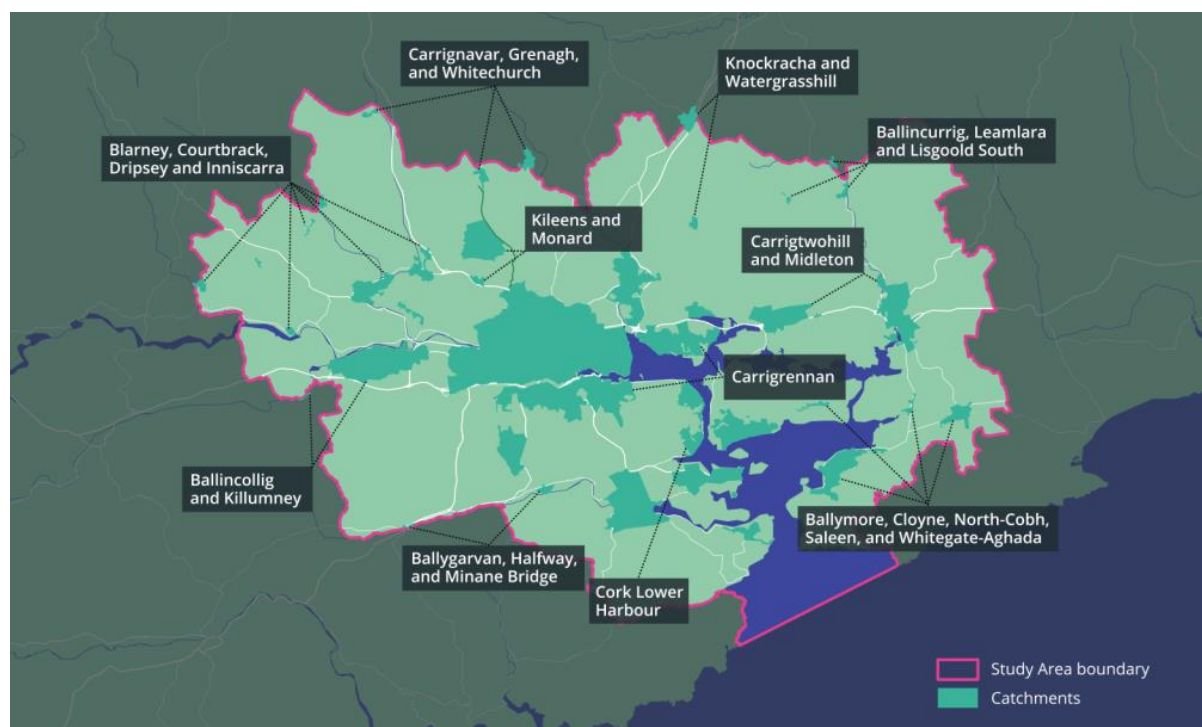 Carrignavar, Grenagh,
and Whitechurch
Knockracha and
Watergrasshill
Blarney, Courtbrack,
Dripsey and Inniscarra
Ballincurrig, Leamlara
and Lisgoold South
Kileens and
Monard
Carrigtwohill
and Midleton
Carrigrennan
Ballincollig
and Killumney
Ballymore, Cloyne, North-Cobh,
Saleen, and Whitegate-Aghada
Ballygarvan, Halfway,
and Minane Bridge
Cork Lower
Harbour
Study Area boundary
Catchments